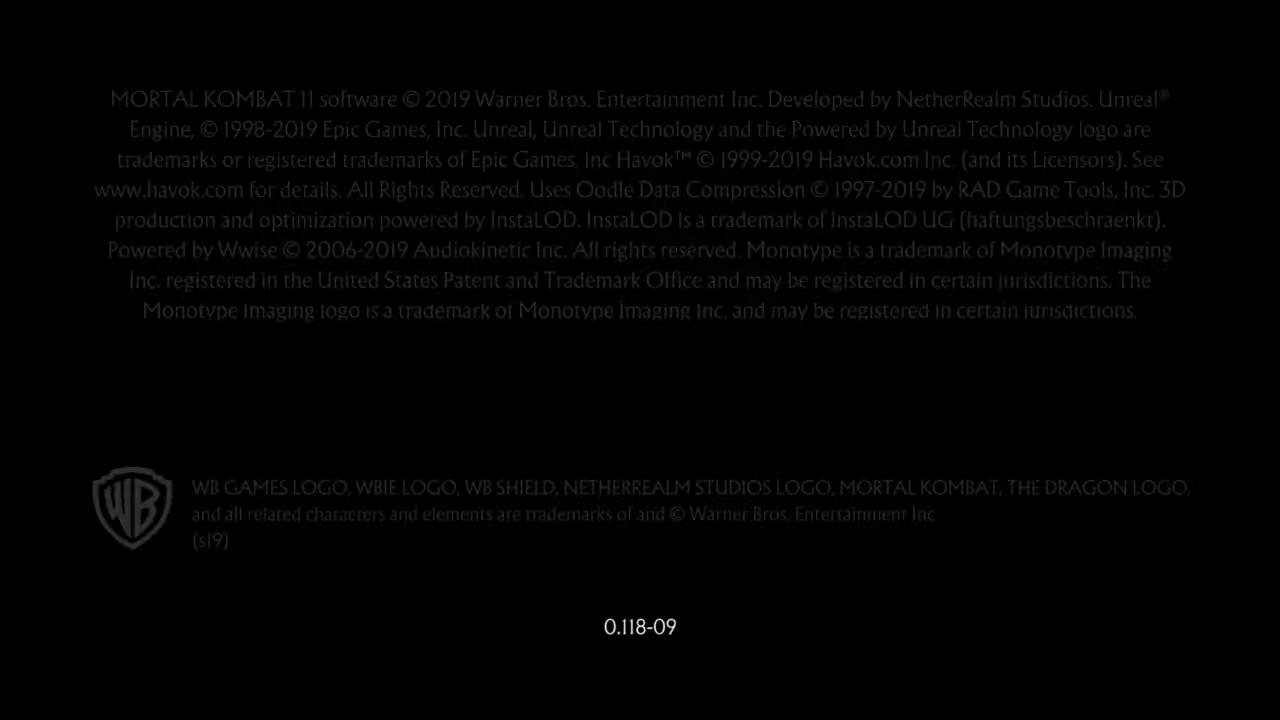 MORTAL KOMBAT 11 software © 2019 Warner Bros. Entertainment Inc. Developed by NetherRealm Studios. Unreal®
Engine, © 1998-2019 Epic Games, Inc. Unreal, Unreal Technology and the Powered by Unreal Technology logo are
trademarks or registered trademarks of Epic Games, Inc Havok™ © 1999-2019 Havok.com Inc. (and its Licensors). See
www.havok.com for details. All Rights Reserved. Uses Oodle Data Compression © 1997-2019 by RAD Game Tools, Inc. 3D
production and optimization powered by InstaLOD. InstaLOD Is a trademark of InstaLOD UG (haftungsbeschraenkt).
Powered by Wwise © 2006-2019 Audiokinetic Inc. All rights reserved. Monotype is a trademark of Monotype Imaging
Inc. registered in the United States Patent and Trademark Office and may be registered in certain jurisdictions. The
Monotype Imaging logo is a trademark of Monotype Imaging Inc. and may be registered in certain jurisdictions.
WB
WB GAMES LOGO, WBIE LOGO, WB SHIELD, NETHERREALM STUDIOS LOGO, MORTAL KOMBAT, THE DRAGON LOGO,
and all related characters and elements are trademarks of and © Warner Bros. Entertainment Inc
(s19)
0.118-09